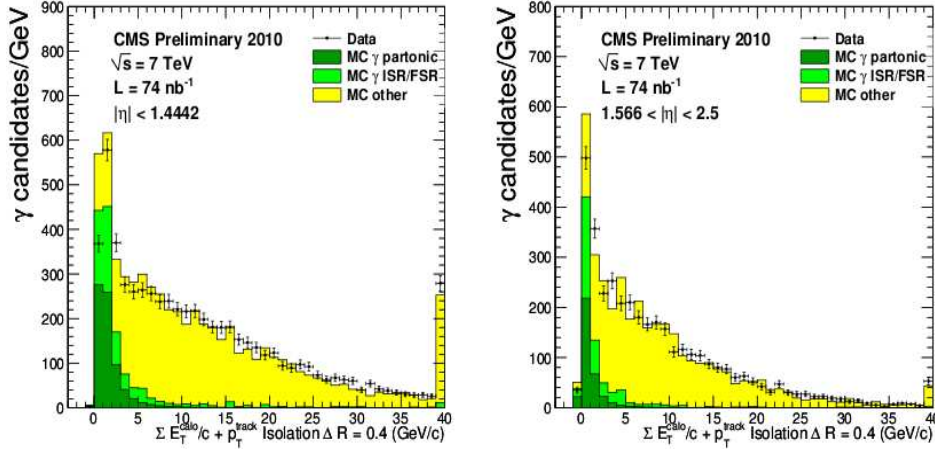 γ candidates/GeV
900
800
700
600
500
400
300
200
100
0
CMS Preliminary 2010
√s = 7 TeV
L = 74 nb⁻¹
|η| < 1.4442
Data
MC γ partonic
MC γ ISR/FSR
MC other
0 5 10 15 20 25 30 35 40
Σ E_T^calo/c + p_T^track Isolation Δ R = 0.4 (GeV/c)
γ candidates/GeV
800
700
600
500
400
300
200
100
0
CMS Preliminary 2010
√s = 7 TeV
L = 74 nb⁻¹
1.566 < |η| < 2.5
Data
MC γ partonic
MC γ ISR/FSR
MC other
0 5 10 15 20 25 30 35 40
Σ E_T^calo/c + p_T^track Isolation Δ R = 0.4 (GeV/c)